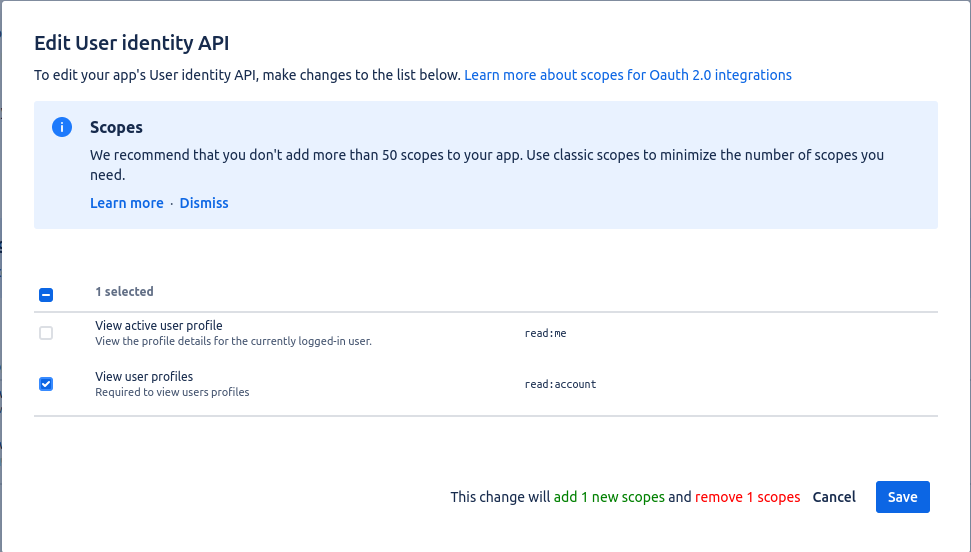 Edit User identity API
To edit your app's User identity API, make changes to the list below. Learn more about scopes for Oauth 2.0 integrations
Scopes
We recommend that you don't add more than 50 scopes to your app. Use classic scopes to minimize the number of scopes you
need.
Learn more · Dismiss
1 selected
View active user profile
View the profile details for the currently logged-in user.
read:me
View user profiles
Required to view users profiles
read:account
This change will add 1 new scopes and remove 1 scopes Cancel Save